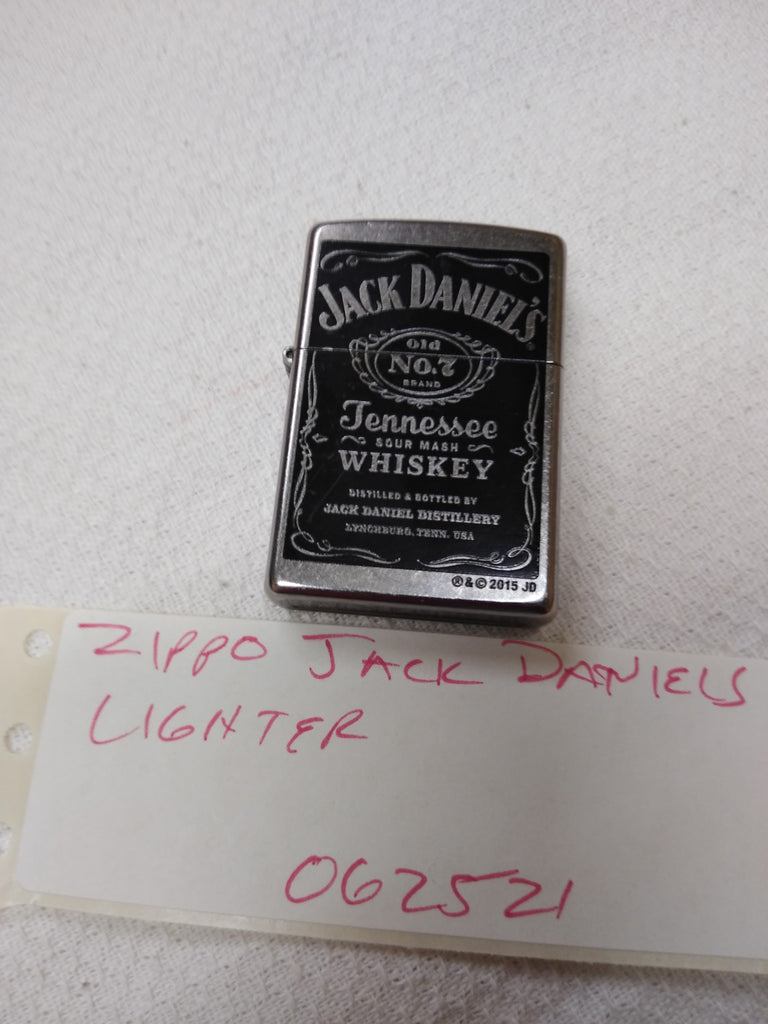 JACK DANIEL'S
Old
NO.7
BRAND
Tennessee
SOUR MASH
WHISKEY
DISTILLED & BOTTLED BY
JACK DANIEL DISTILLERY
LYNCHBURG, TENN. USA
®&© 2015 JD
ZIPPO JACK DANIELS
LIGHTER
062521